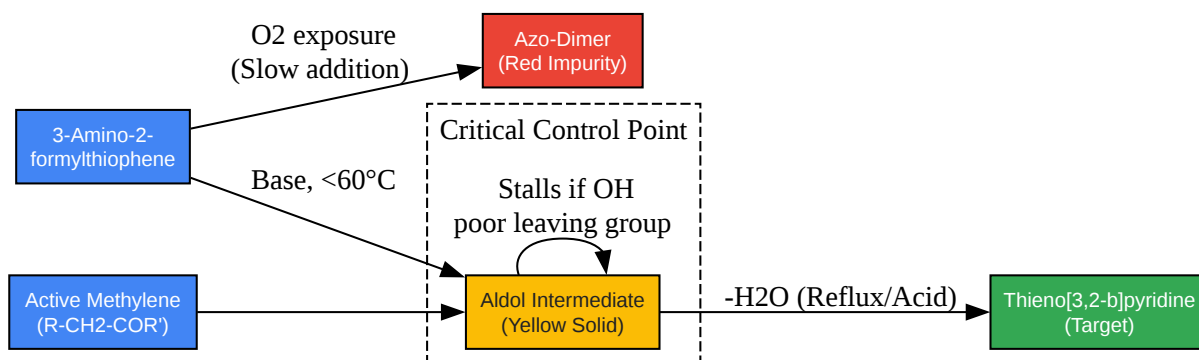 O2 exposure
(Slow addition)
Azo-Dimer
(Red Impurity)
3-Amino-2-
formylthiophene
Critical Control Point
Base, <60°C
Stalls if OH
poor leaving group
Active Methylene
(R-CH2-COR')
Aldol Intermediate
(Yellow Solid)
-H2O (Reflux/Acid)
Thieno[3,2-b]pyridine
(Target)